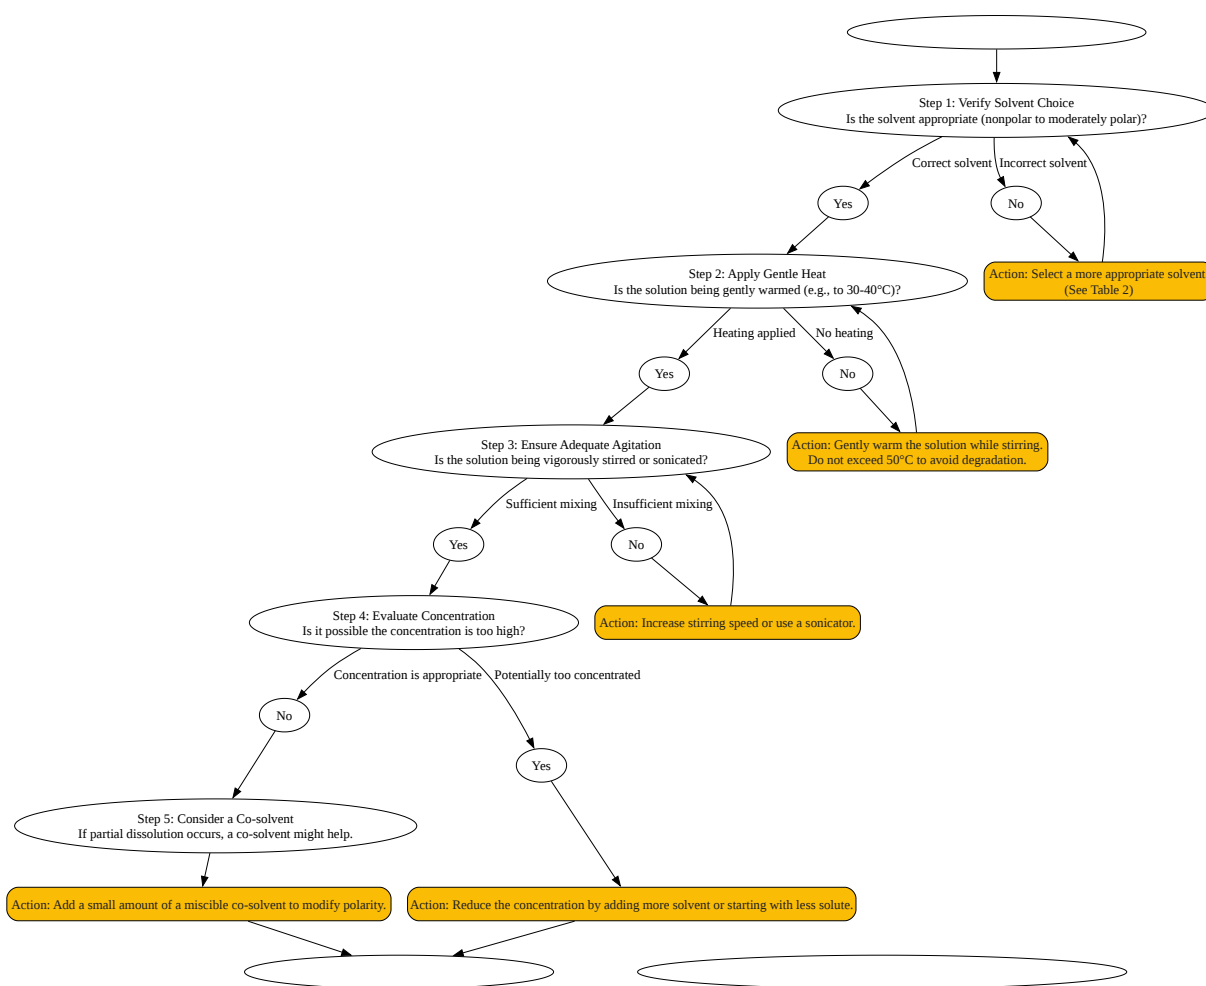 Step 1: Verify Solvent Choice
Is the solvent appropriate (nonpolar to moderately polar)?
Correct solvent
Incorrect solvent
Yes
No
Step 2: Apply Gentle Heat
Is the solution being gently warmed (e.g., to 30-40°C)?
Action: Select a more appropriate solvent
(See Table 2)
Heating applied
No heating
Yes
No
Step 3: Ensure Adequate Agitation
Is the solution being vigorously stirred or sonicated?
Action: Gently warm the solution while stirring.
Do not exceed 50°C to avoid degradation.
Sufficient mixing
Insufficient mixing
Yes
No
Step 4: Evaluate Concentration
Is it possible the concentration is too high?
Action: Increase stirring speed or use a sonicator.
Concentration is appropriate
Potentially too concentrated
No
Yes
Step 5: Consider a Co-solvent
If partial dissolution occurs, a co-solvent might help.
Action: Add a small amount of a miscible co-solvent to modify polarity.
Action: Reduce the concentration by adding more solvent or starting with less solute.